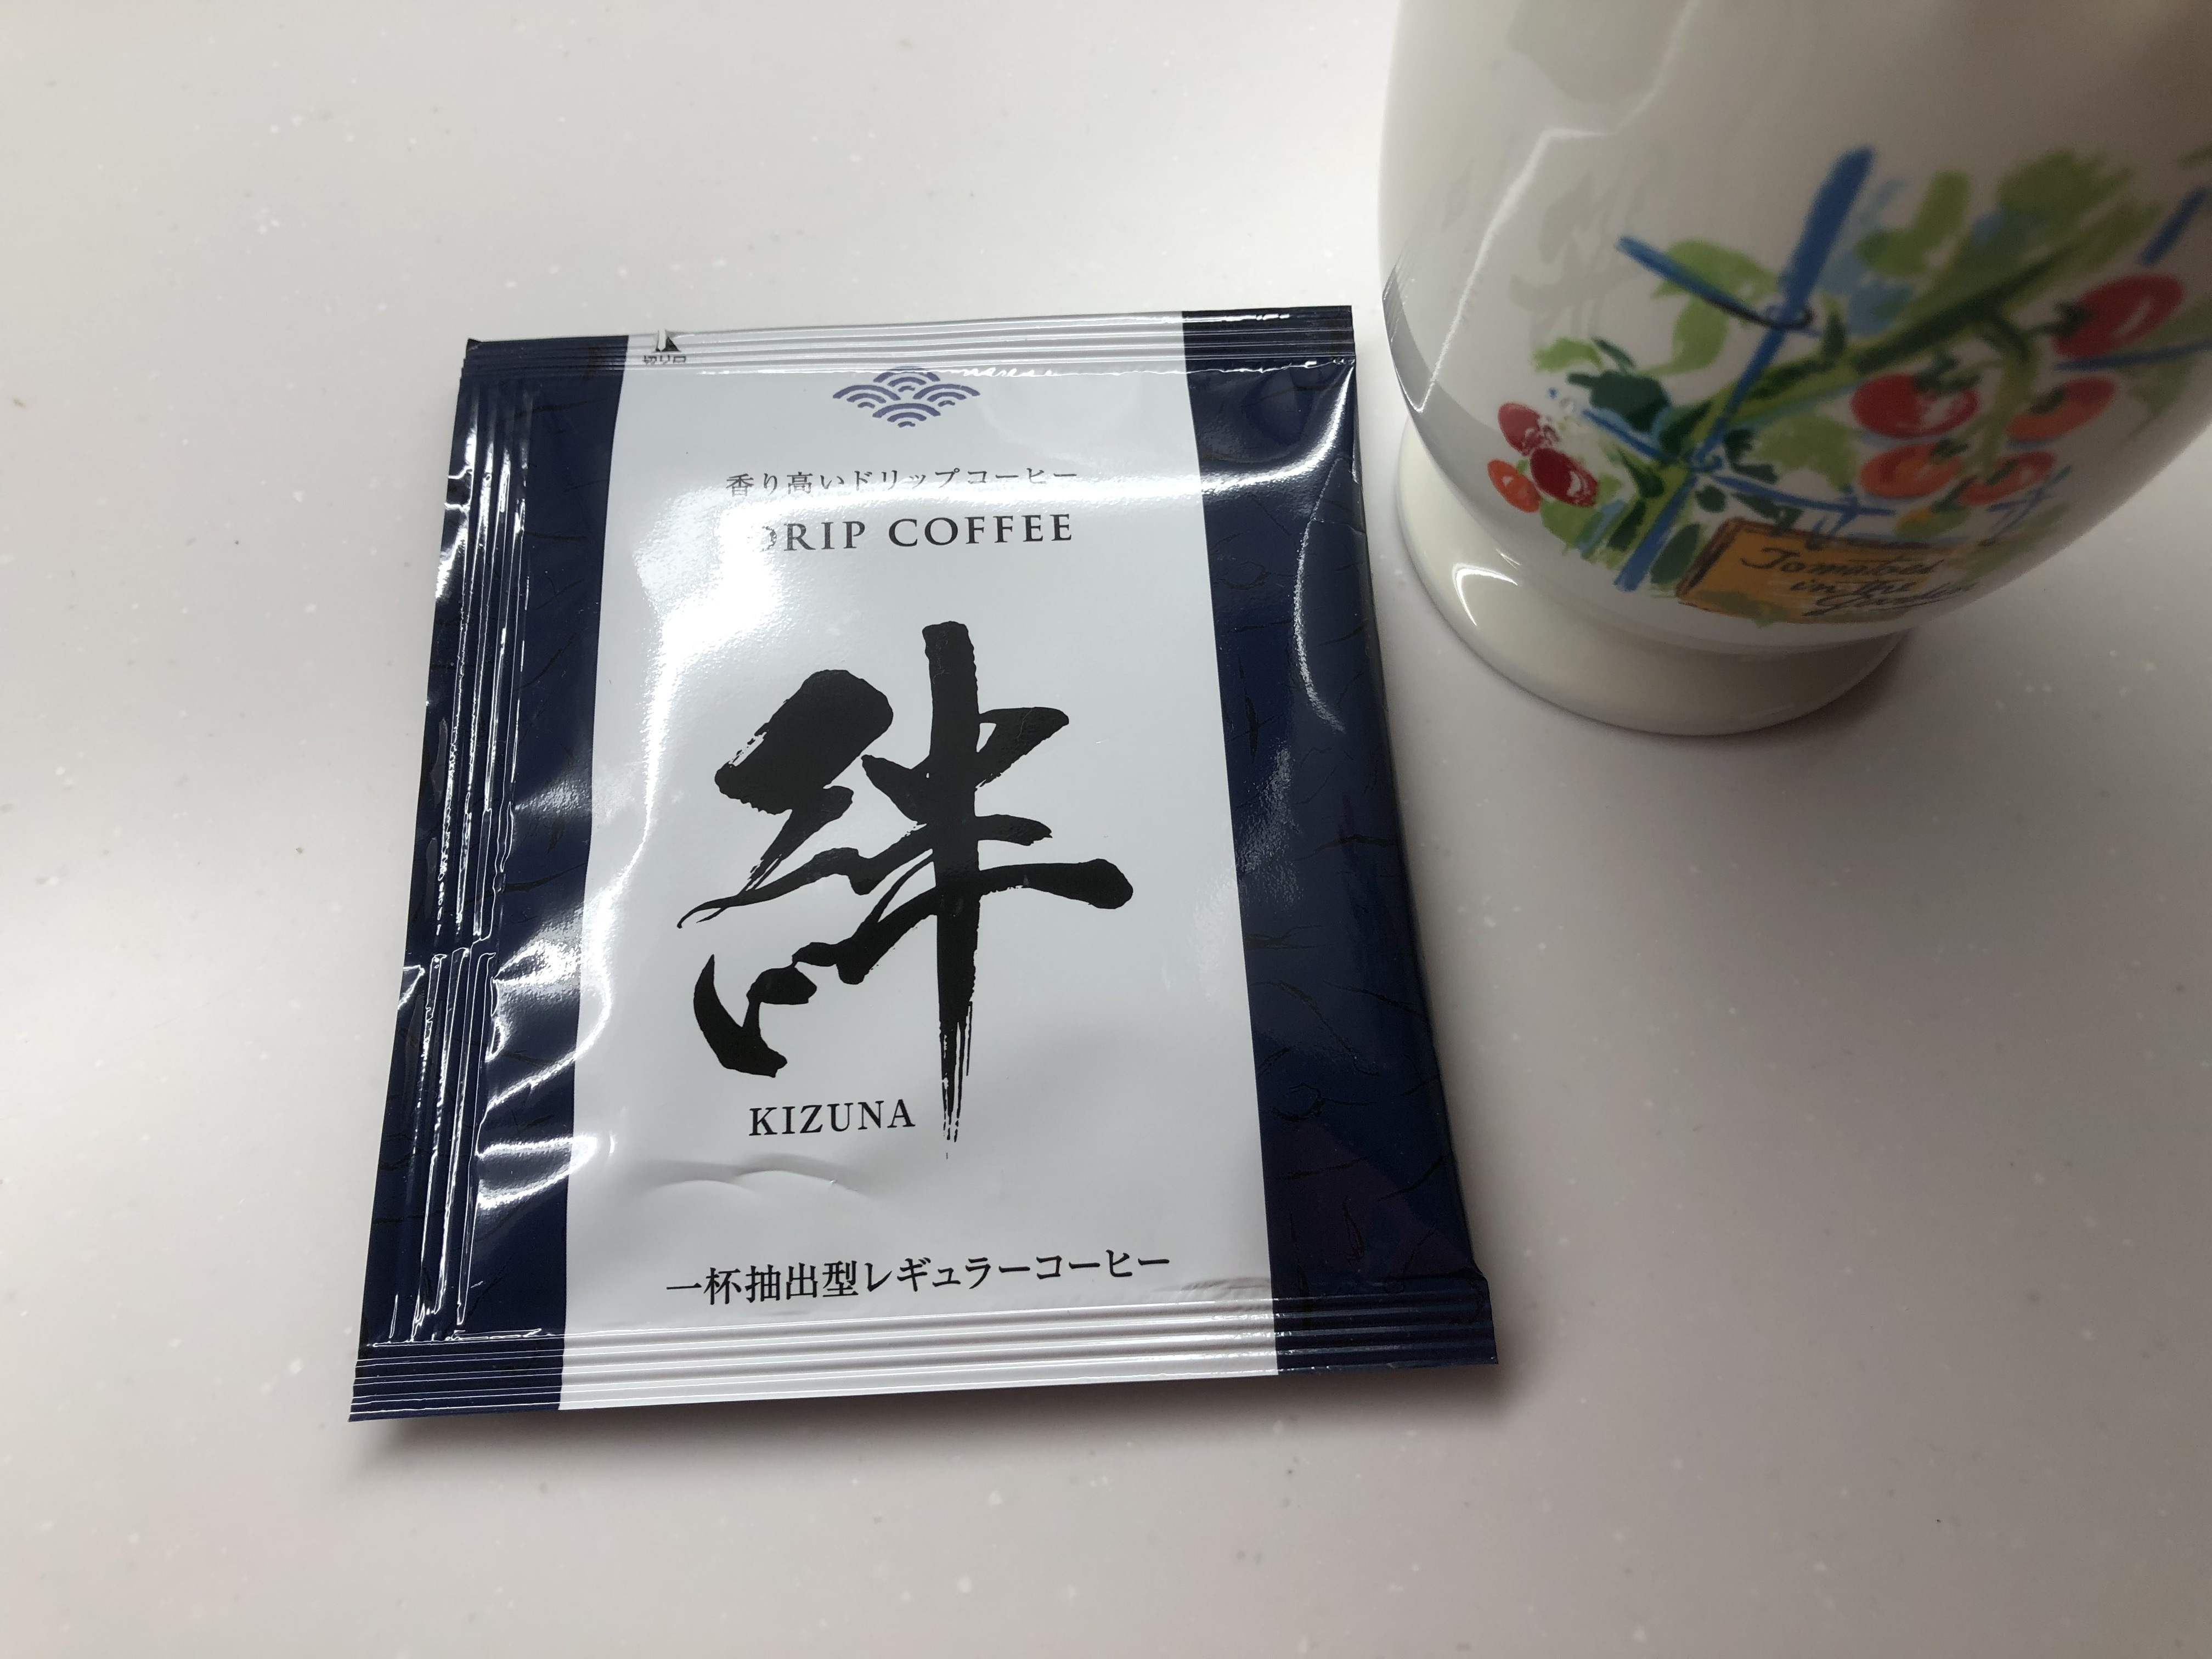 切り口
香り高いドリップコーヒー
DRIP COFFEE
絆
KIZUNA
一杯抽出型レギュラーコーヒー
Tomatoes
in the
Garden